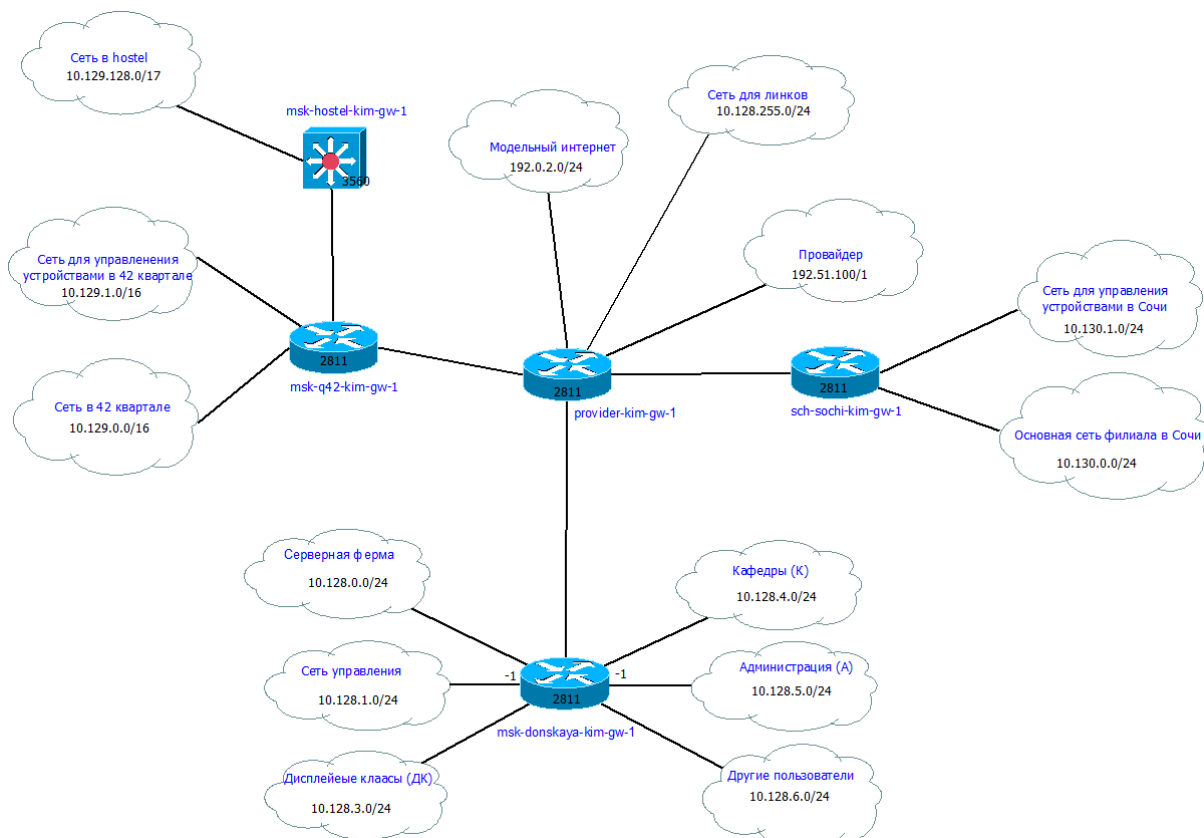 Сеть в hostel
10.129.128.0/17
msk-hostel-kim-gw-1
3560
Сеть для линков
10.128.255.0/24
Модельный интернет
192.0.2.0/24
Сеть для управленения
устройствами в 42 квартале
10.129.1.0/16
Провайдер
192.51.100/1
Сеть для управления
устройствами в Сочи
10.130.1.0/24
2811
msk-q42-kim-gw-1
2811
provider-kim-gw-1
2811
sch-sochi-kim-gw-1
Сеть в 42 квартале
10.129.0.0/16
Основная сеть филиала в Сочи
10.130.0.0/24
Серверная ферма
10.128.0.0/24
Кафедры (К)
10.128.4.0/24
Сеть управления
10.128.1.0/24
-1
-1
2811
msk-donskaya-kim-gw-1
Администрация (А)
10.128.5.0/24
Дисплейые клаасы (ДК)
10.128.3.0/24
Другие пользователи
10.128.6.0/24